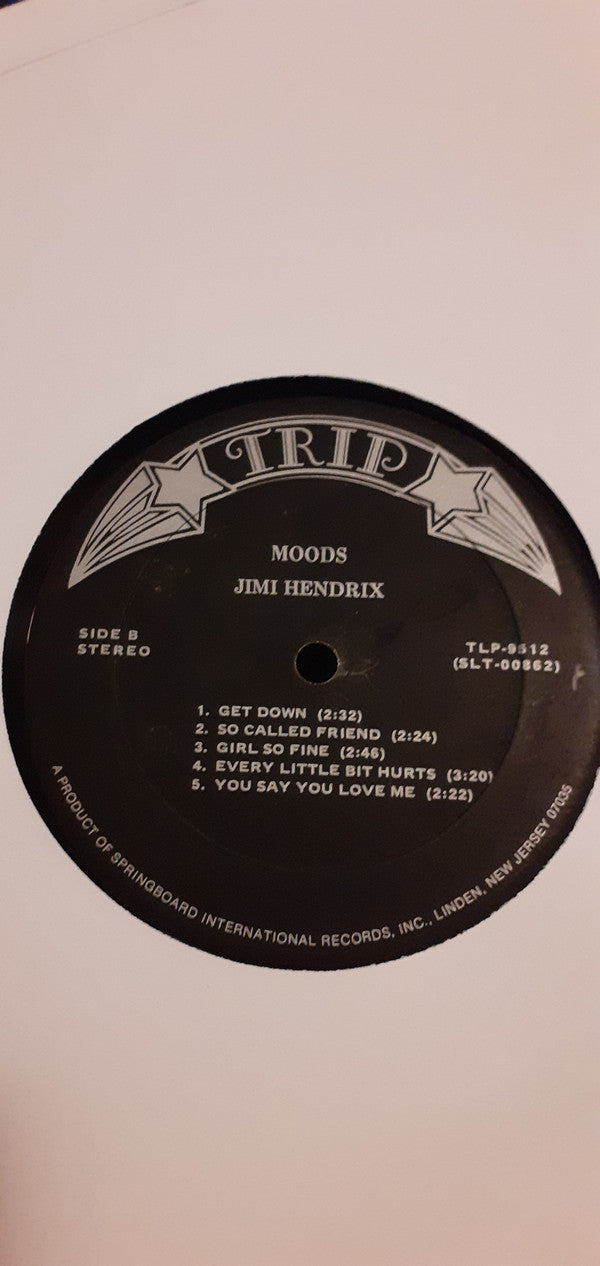 TRIP
MOODS
JIMI HENDRIX
SIDE B
STEREO
TLP-9512
(SLT-00862)
1. GET DOWN (2:32)
2. SO CALLED FRIEND (2:24)
3. GIRL SO FINE (2:46)
4. EVERY LITTLE BIT HURTS (3:20)
5. YOU SAY YOU LOVE ME (2:22)
A PRODUCT OF SPRINGBOARD INTERNATIONAL RECORDS, INC., LINDEN, NEW JERSEY 07036